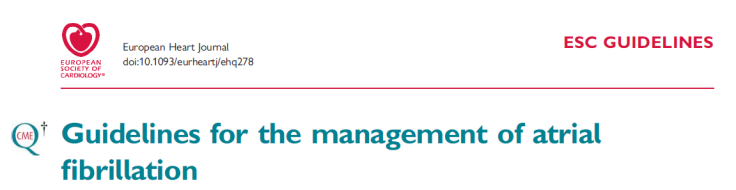 EUROPEAN
SOCIETY OF
CARDIOLOGY®
European Heart Journal
doi:10.1093/eurheartj/ehq278
ESC GUIDELINES
CME †
Guidelines for the management of atrial
fibrillation